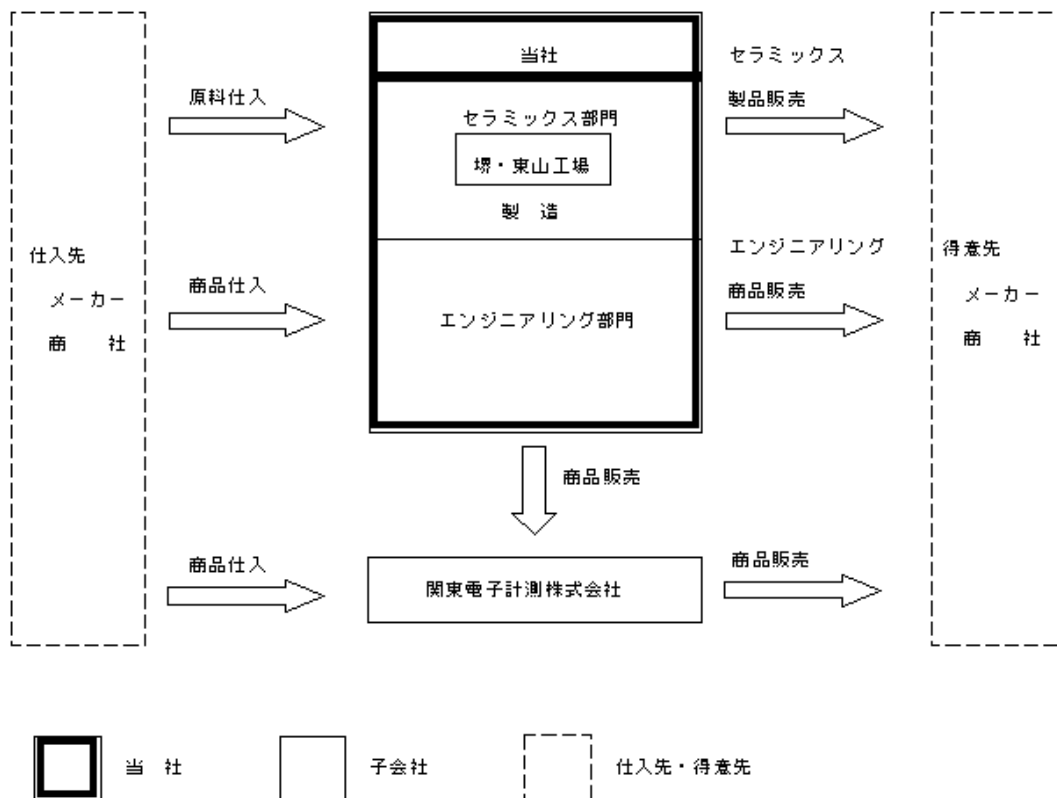 当社
セラミックス
原料仕入
製品販売
セラミックス部門
堺・東山工場
製 造
仕入先
メーカー
商 社
商品仕入
エンジニアリング部門
エンジニアリング
商品販売
得意先
メーカー
商 社
商品販売
商品仕入
関東電子計測株式会社
商品販売
当 社
子会社
仕入先・得意先